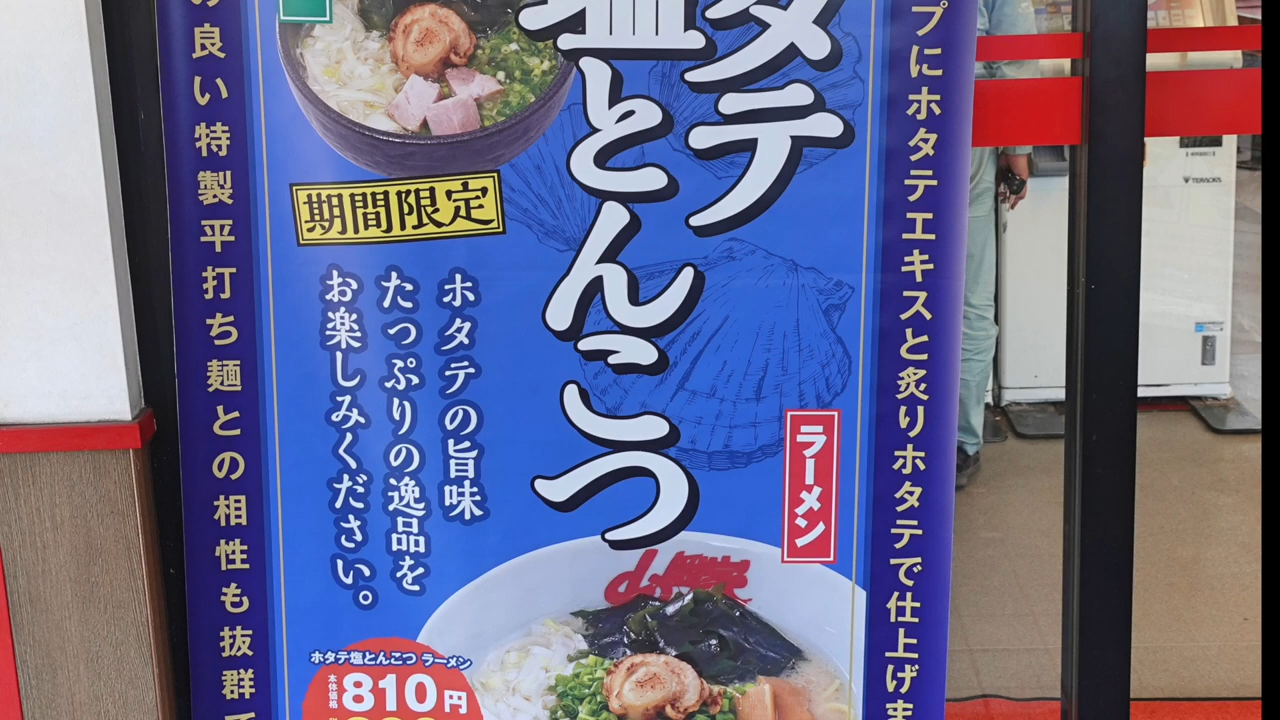 プにホタテエキスと炙りホタテで仕上げま
タテ
塩とんこつ
ラーメン
期間限定
ホタテの旨味
たっぷりの逸品を
お楽しみください。
ホタテ塩とんこつ ラーメン
本体価格 810円
良い特製平打ち麺との相性も抜群で